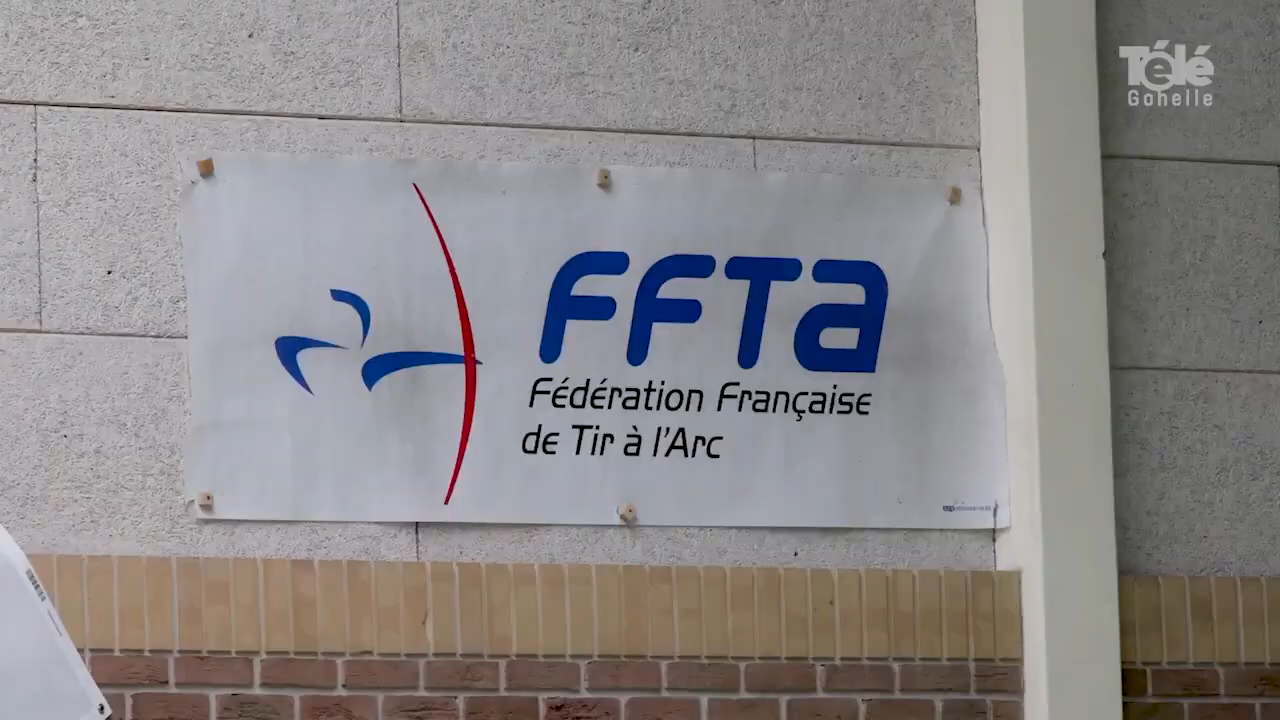 Télé
Gohelle
FFTA
Fédération Française
de Tir à l'Arc